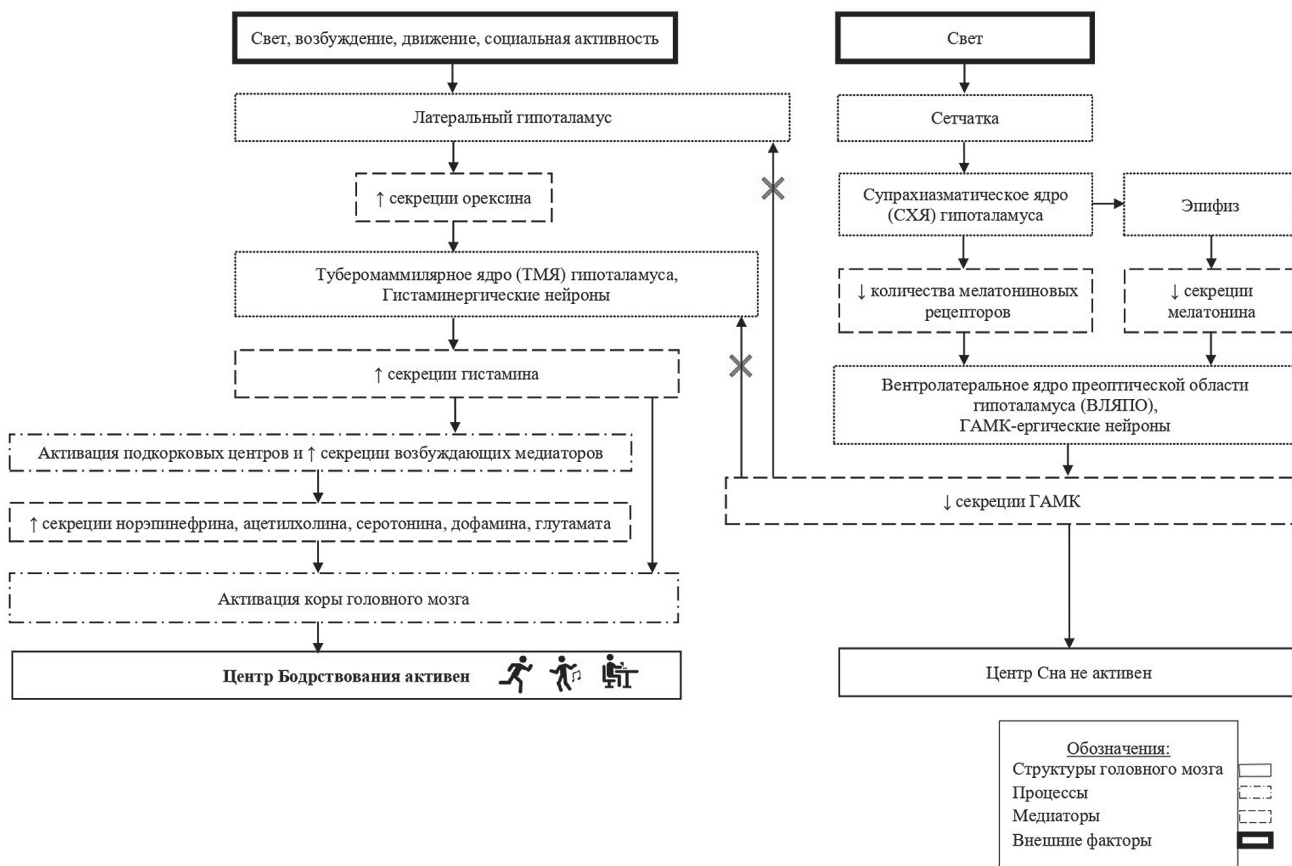 Свет, возбуждение, движение, социальная активность
Латеральный гипоталамус
↑ секреции орексина
Туберомаммилярное ядро (ТМЯ) гипоталамуса,
Гистаминергические нейроны
↑ секреции гистамина
Активация подкорковых центров и ↑ секреции возбуждающих медиаторов
↑ секреции норэпинефрина, ацетилхолина, серотонина, дофамина, глутамата
Активация коры головного мозга
Центр Бодрствования активен
Свет
Сетчатка
Супрахиазматическое ядро
(СХЯ) гипоталамуса
Эпифиз
↓ количества мелатониновых
рецепторов
↓ секреции
мелатонина
Вентролатеральное ядро преоптической области
гипоталамуса (ВЛЯПО),
ГАМК-ергические нейроны
↓ секреции ГАМК
Центр Сна не активен
Обозначения:
Структуры головного мозга
Процессы
Медиаторы
Внешние факторы